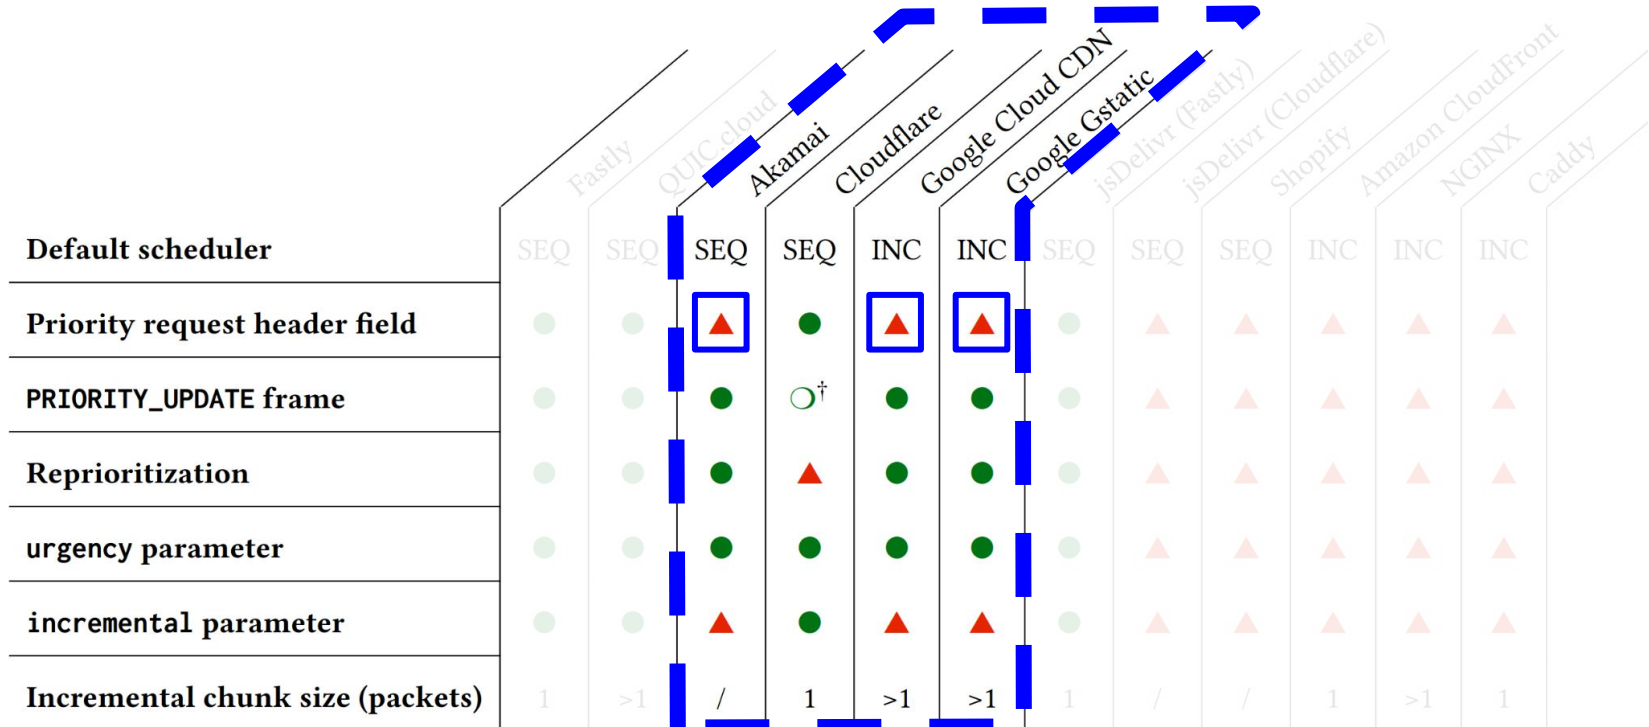 Fastly QUIC.cloud Akamai Cloudflare Google Cloud CDN Google Gstatic jsDelivr (Fastly) jsDelivr (Cloudflare) Shopify Amazon CloudFront NGINX Caddy
Default scheduler SEQ SEQ SEQ SEQ INC INC SEQ SEQ SEQ INC INC INC
Priority request header field
PRIORITY_UPDATE frame †
Reprioritization
urgency parameter
incremental parameter
Incremental chunk size (packets) 1 >1 / 1 >1 >1 1 / / 1 >1 1